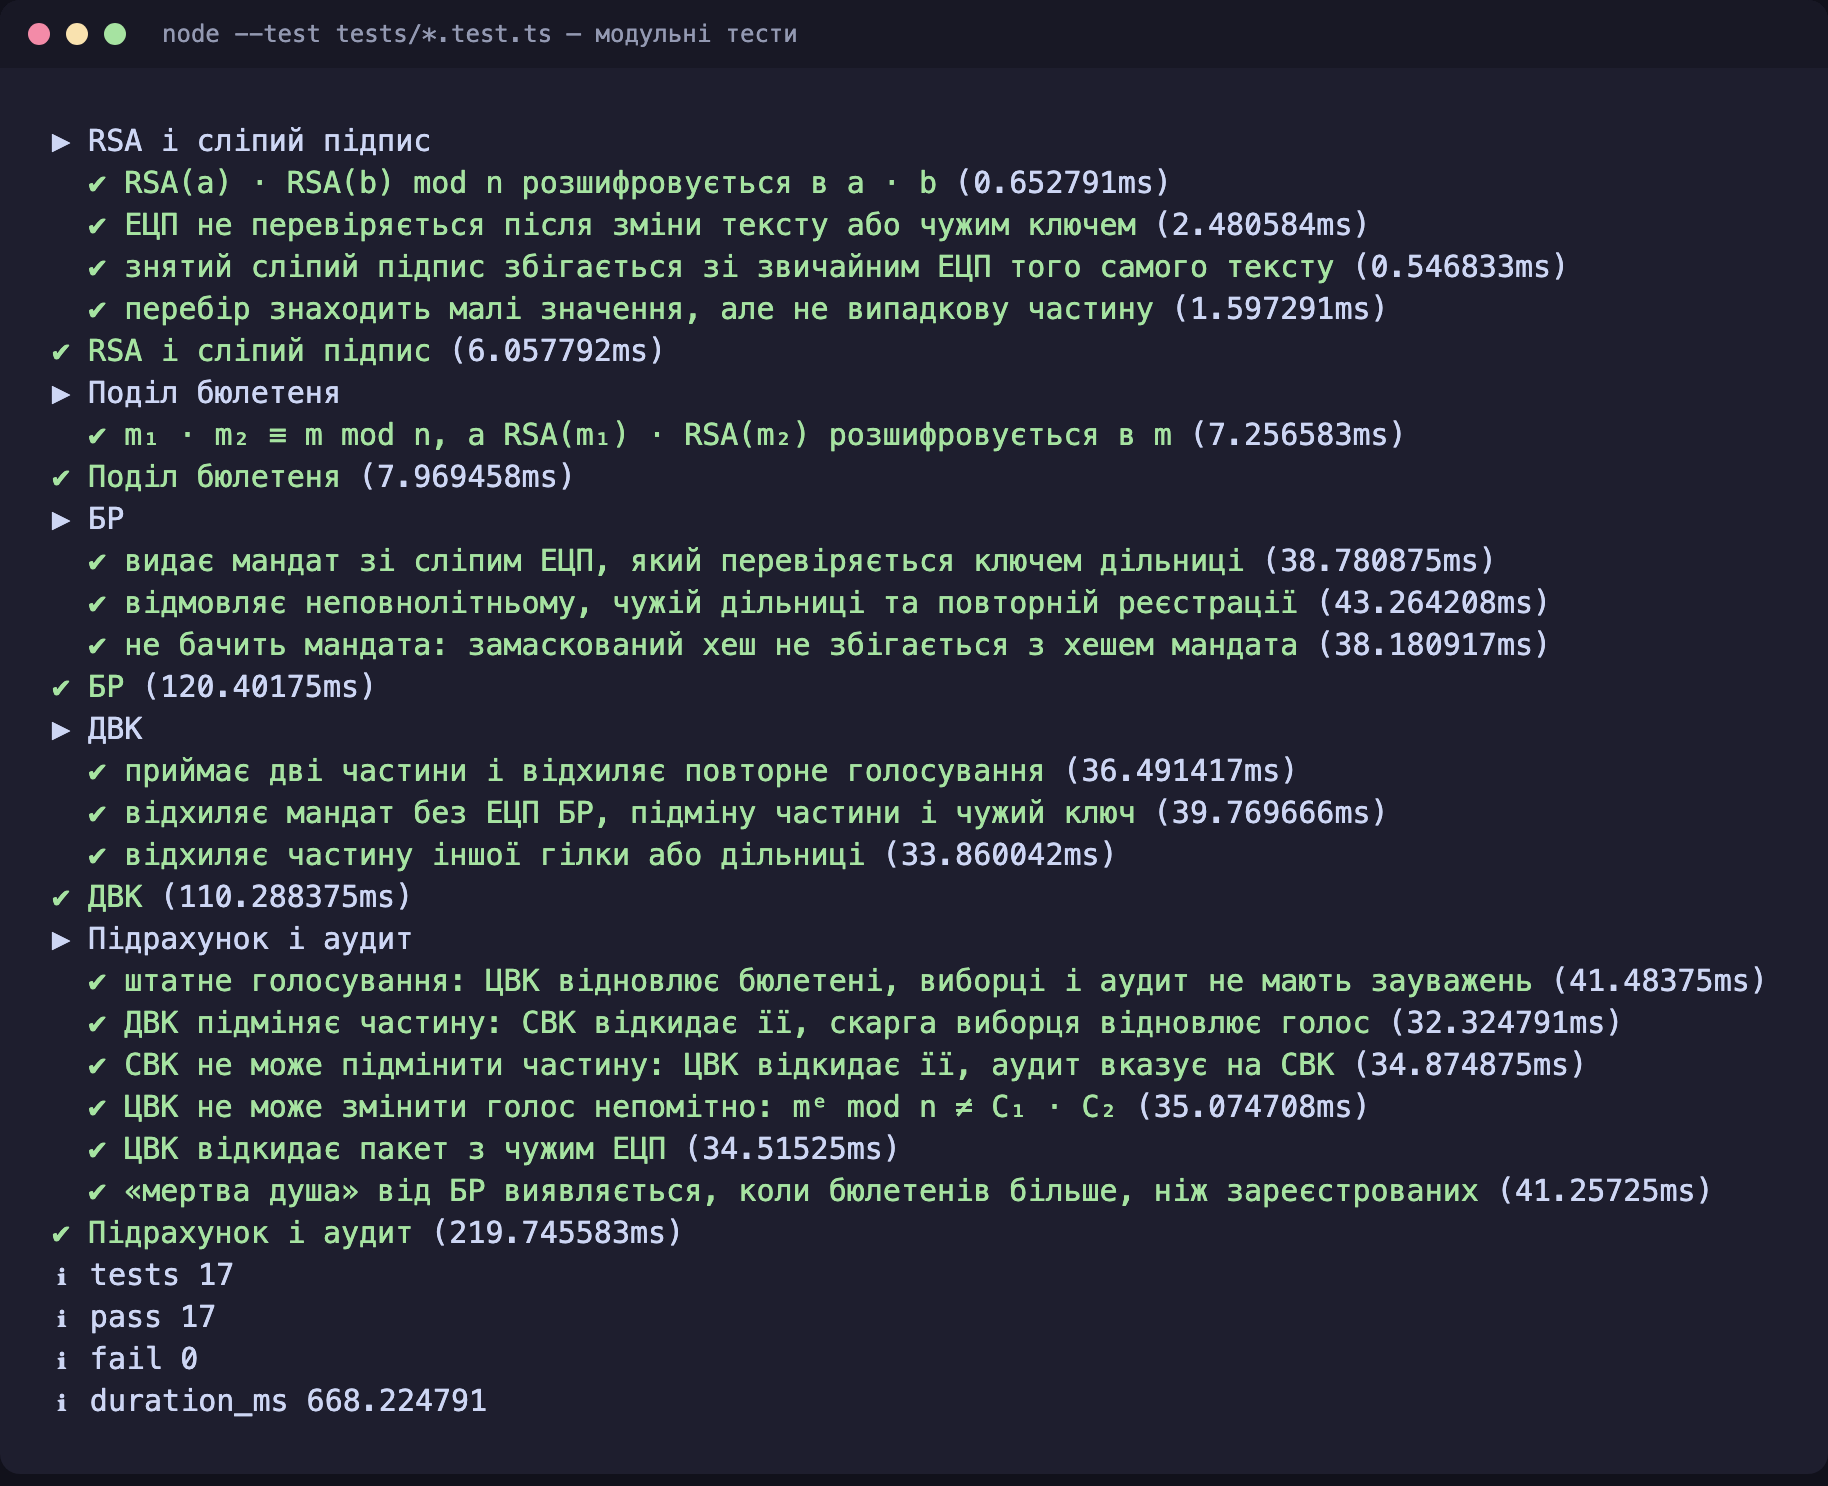 node --test tests/*.test.ts — модульні тести
▶ RSA і сліпий підпис
✔ RSA(a) · RSA(b) mod n розшифровується в a · b (0.652791ms)
✔ ЕЦП не перевіряється після зміни тексту або чужим ключем (2.480584ms)
✔ знятий сліпий підпис збігається зі звичайним ЕЦП того самого тексту (0.546833ms)
✔ перебір знаходить малі значення, але не випадкову частину (1.597291ms)
✔ RSA і сліпий підпис (6.057792ms)
▶ Поділ бюлетеня
✔ m₁ · m₂ ≡ m mod n, а RSA(m₁) · RSA(m₂) розшифровується в m (7.256583ms)
✔ Поділ бюлетеня (7.969458ms)
▶ БР
✔ видає мандат зі сліпим ЕЦП, який перевіряється ключем дільниці (38.780875ms)
✔ відмовляє неповнолітньому, чужій дільниці та повторній реєстрації (43.264208ms)
✔ не бачить мандата: замаскований хеш не збігається з хешем мандата (38.180917ms)
✔ БР (120.40175ms)
▶ ДВК
✔ приймає дві частини і відхиляє повторне голосування (36.491417ms)
✔ відхиляє мандат без ЕЦП БР, підміну частини і чужий ключ (39.769666ms)
✔ відхиляє частину іншої гілки або дільниці (33.860042ms)
✔ ДВК (110.288375ms)
▶ Підрахунок і аудит
✔ штатне голосування: ЦВК відновлює бюлетені, виборці і аудит не мають зауважень (41.48375ms)
✔ ДВК підміняє частину: СВК відкидає її, скарга виборця відновлює голос (32.324791ms)
✔ СВК не може підмінити частину: ЦВК відкидає її, аудит вказує на СВК (34.874875ms)
✔ ЦВК не може змінити голос непомітно: mᵉ mod n ≠ C₁ · C₂ (35.074708ms)
✔ ЦВК відкидає пакет з чужим ЕЦП (34.51525ms)
✔ «мертва душа» від БР виявляється, коли бюлетенів більше, ніж зареєстрованих (41.25725ms)
✔ Підрахунок і аудит (219.745583ms)
ℹ tests 17
ℹ pass 17
ℹ fail 0
ℹ duration_ms 668.224791